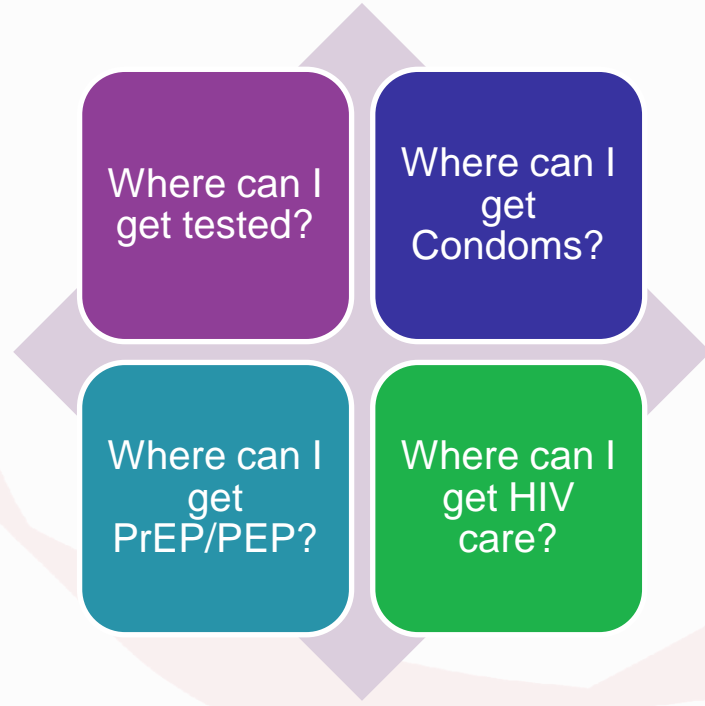 Where can I
get tested?
Where can I
get
Condoms?
Where can I
get
PrEP/PEP?
Where can I
get HIV
care?